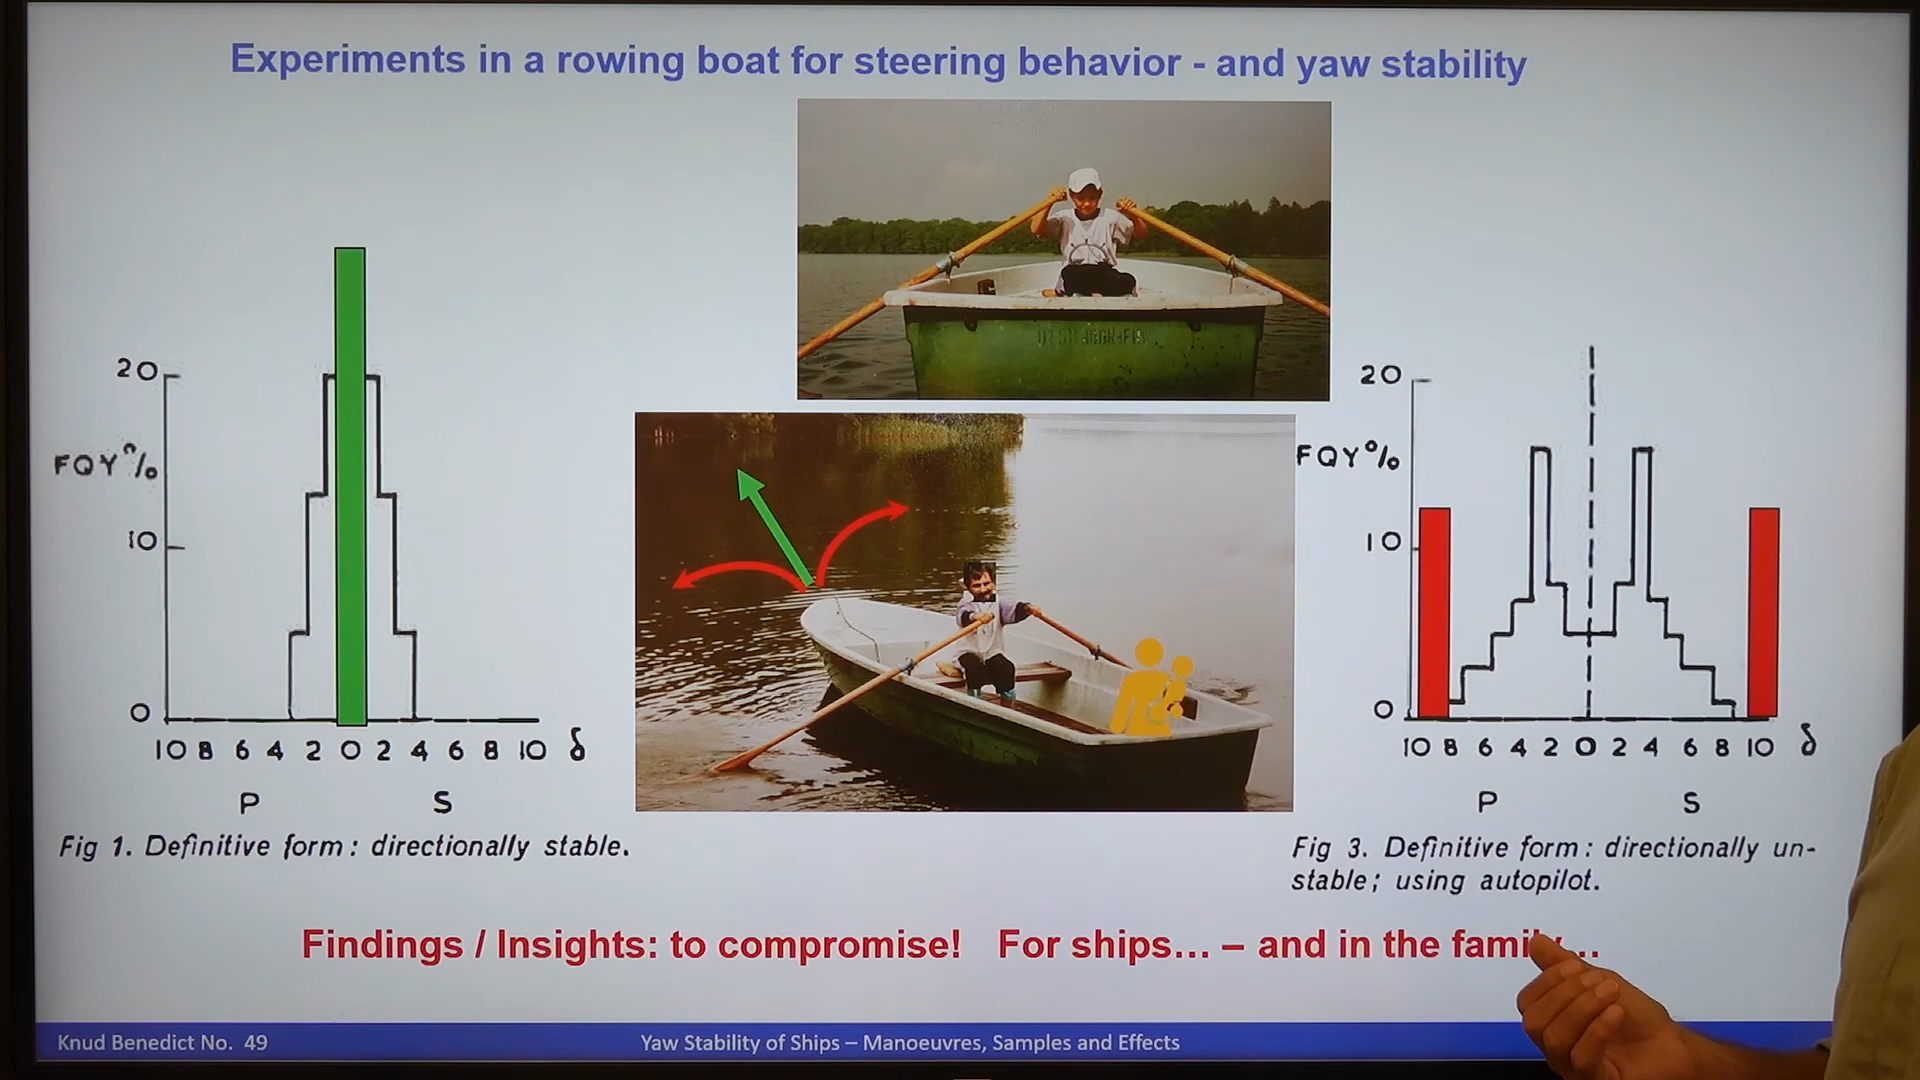 Experiments in a rowing boat for steering behavior - and yaw stability
20
FQY%
10
0
10 8 6 4 2 0 2 4 6 8 10 δ
P S
Fig 1. Definitive form: directionally stable.
20
FQY%
10
0
10 8 6 4 2 0 2 4 6 8 10 δ
P S
Fig 3. Definitive form: directionally un-
stable; using autopilot.
Findings / Insights: to compromise! For ships... – and in the family...
Knud Benedict No. 49
Yaw Stability of Ships – Manoeuvres, Samples and Effects